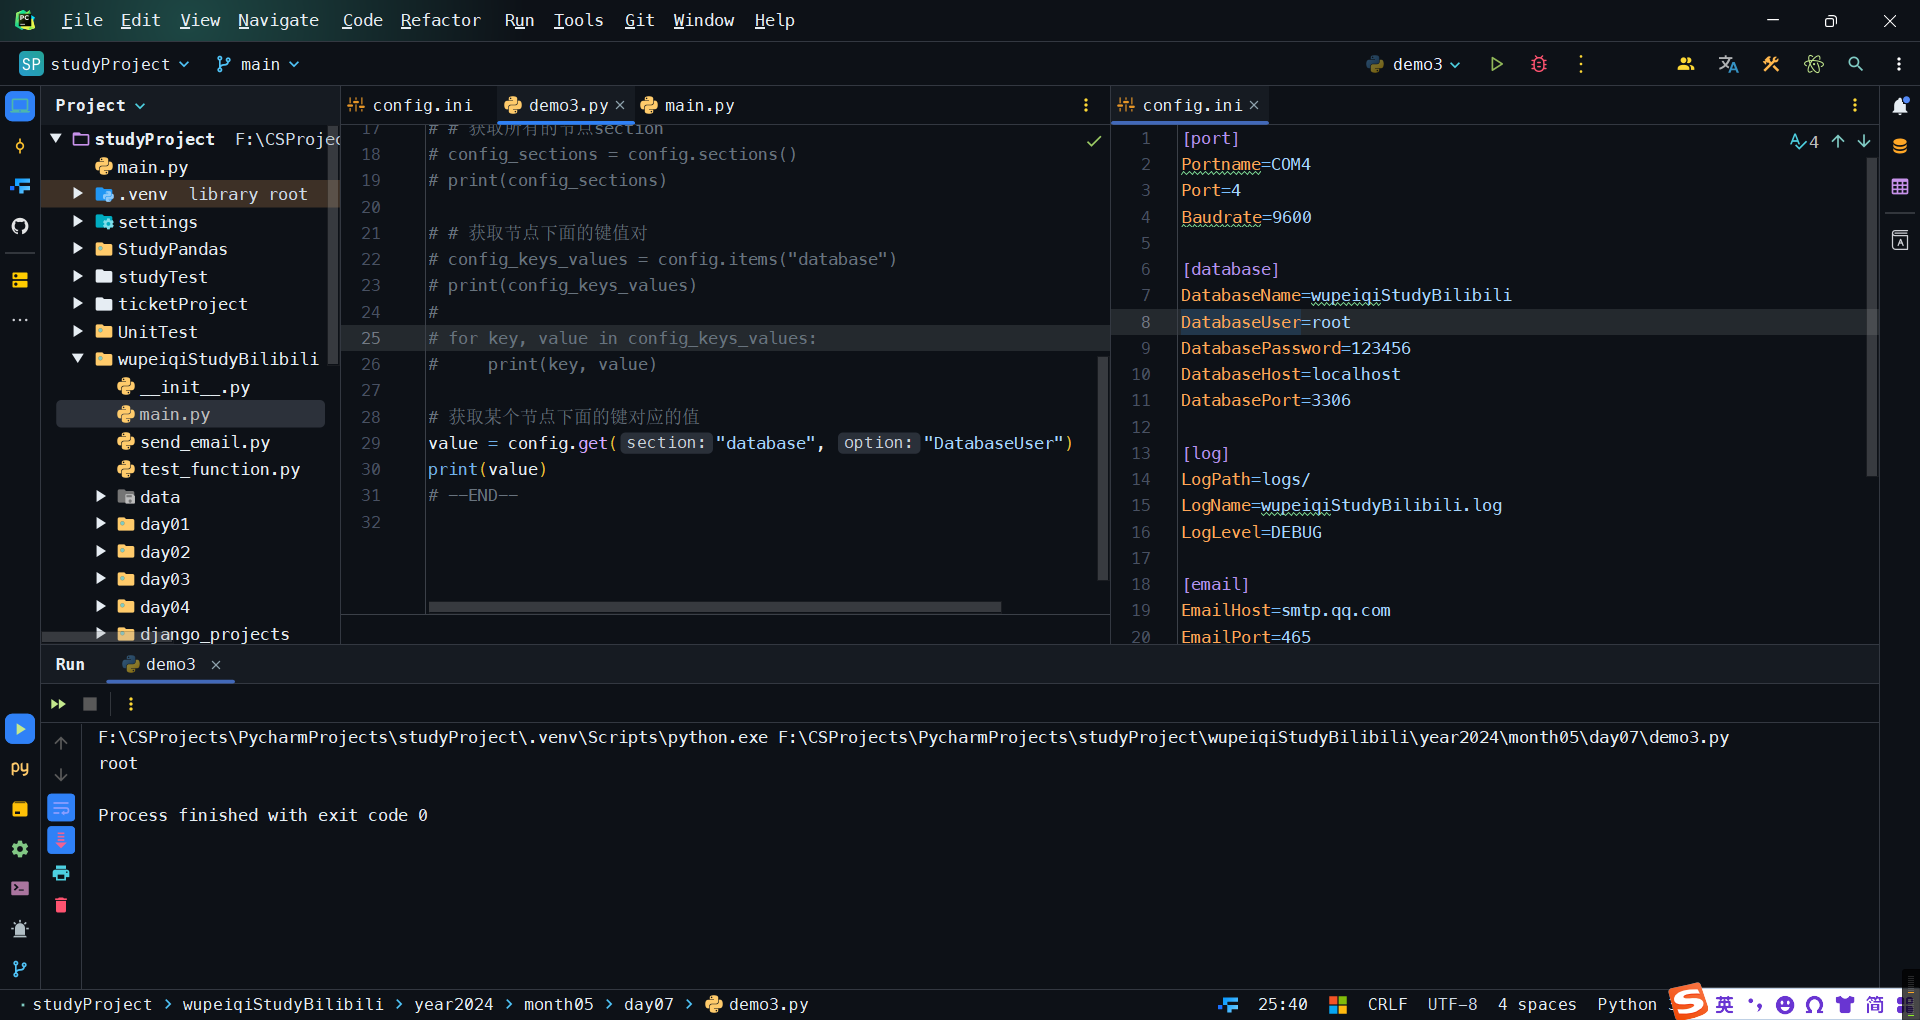 File Edit View Navigate Code Refactor Run Tools Git Window Help
SP studyProject main demo3
Project
studyProject F:\CSProjec
main.py
.venv library root
settings
StudyPandas
studyTest
ticketProject
UnitTest
wupeiqiStudyBilibili
__init__.py
main.py
send_email.py
test_function.py
data
day01
day02
day03
day04
django_projects
config.ini demo3.py main.py
17 # # 获取所有的节点section
18 # config_sections = config.sections()
19 # print(config_sections)
20
21 # # 获取节点下面的键值对
22 # config_keys_values = config.items("database")
23 # print(config_keys_values)
24 #
25 # for key, value in config_keys_values:
26 #     print(key, value)
27
28 # 获取某个节点下面的键对应的值
29 value = config.get( section: "database", option: "DatabaseUser")
30 print(value)
31 # --END--
32
config.ini
4
1 [port]
2 Portname=COM4
3 Port=4
4 Baudrate=9600
5
6 [database]
7 DatabaseName=wupeiqiStudyBilibili
8 DatabaseUser=root
9 DatabasePassword=123456
10 DatabaseHost=localhost
11 DatabasePort=3306
12
13 [log]
14 LogPath=logs/
15 LogName=wupeiqiStudyBilibili.log
16 LogLevel=DEBUG
17
18 [email]
19 EmailHost=smtp.qq.com
20 EmailPort=465
Run demo3
F:\CSProjects\PycharmProjects\studyProject\.venv\Scripts\python.exe F:\CSProjects\PycharmProjects\studyProject\wupeiqiStudyBilibili\year2024\month05\day07\demo3.py
root
Process finished with exit code 0
studyProject > wupeiqiStudyBilibili > year2024 > month05 > day07 > demo3.py
25:40 CRLF UTF-8 4 spaces Python
英 简